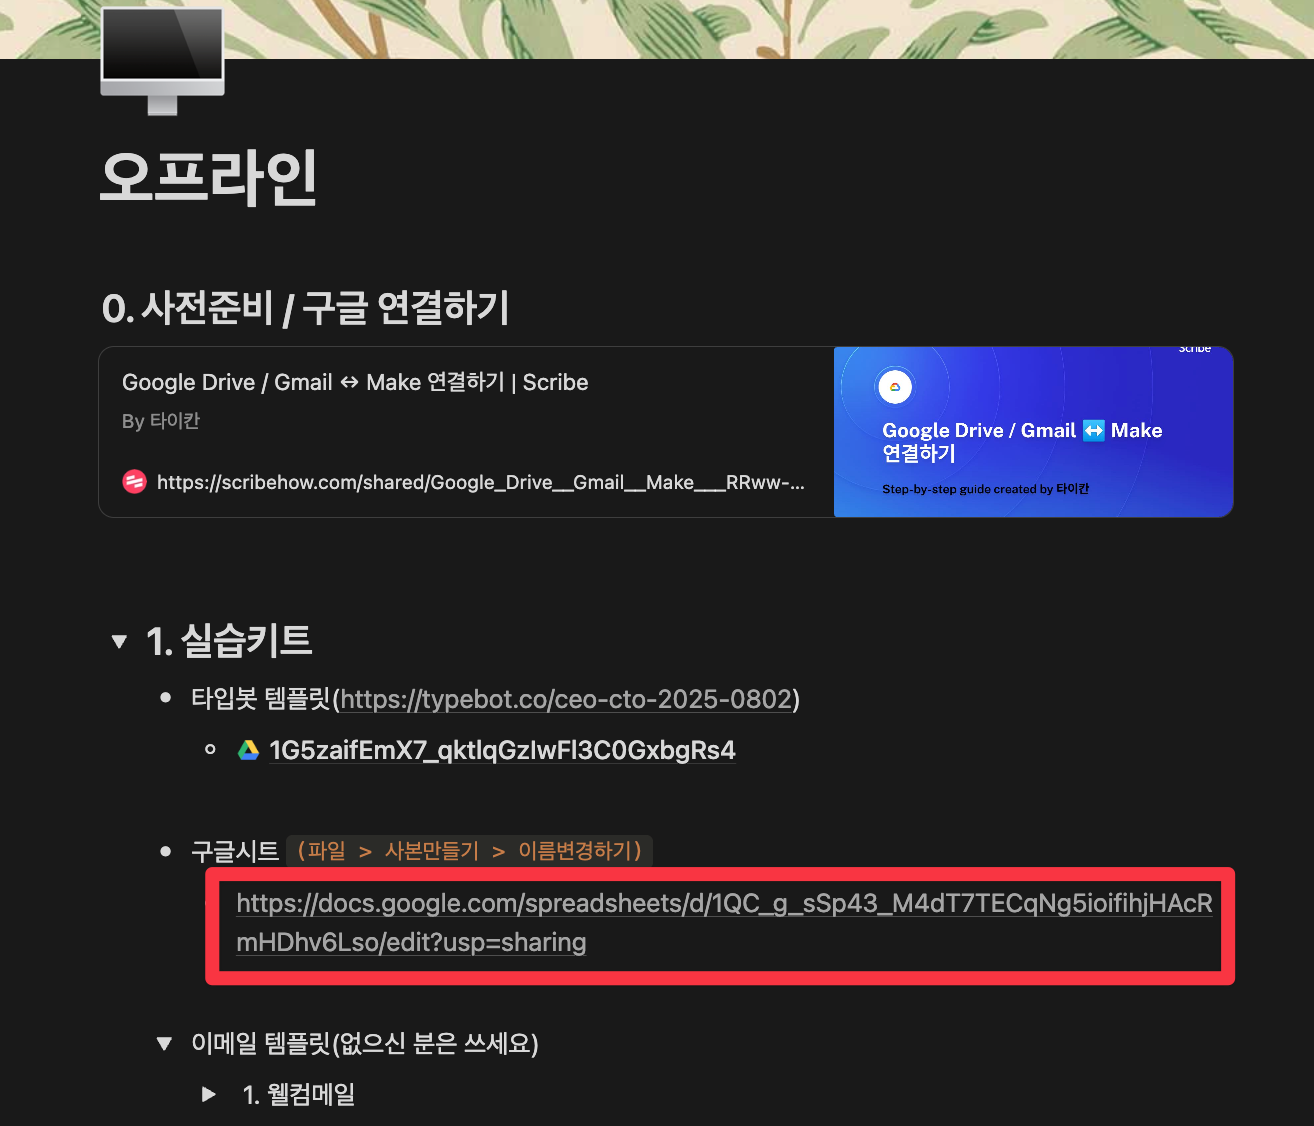 오프라인
0. 사전준비 / 구글 연결하기
Google Drive / Gmail ↔ Make 연결하기 | Scribe
By 타이칸
https://scribehow.com/shared/Google_Drive__Gmail__Make___RRww-...
Scribe
Google Drive / Gmail ↔ Make
연결하기
Step-by-step guide created by 타이칸
1. 실습키트
타입봇 템플릿(https://typebot.co/ceo-cto-2025-0802)
1G5zaifEmX7_qktlqGzIwFl3C0GxbgRs4
구글시트 (파일 > 사본만들기 > 이름변경하기)
https://docs.google.com/spreadsheets/d/1QC_g_sSp43_M4dT7TECqNg5ioifihjHAcR
mHDhv6Lso/edit?usp=sharing
이메일 템플릿(없으신 분은 쓰세요)
1. 웰컴메일